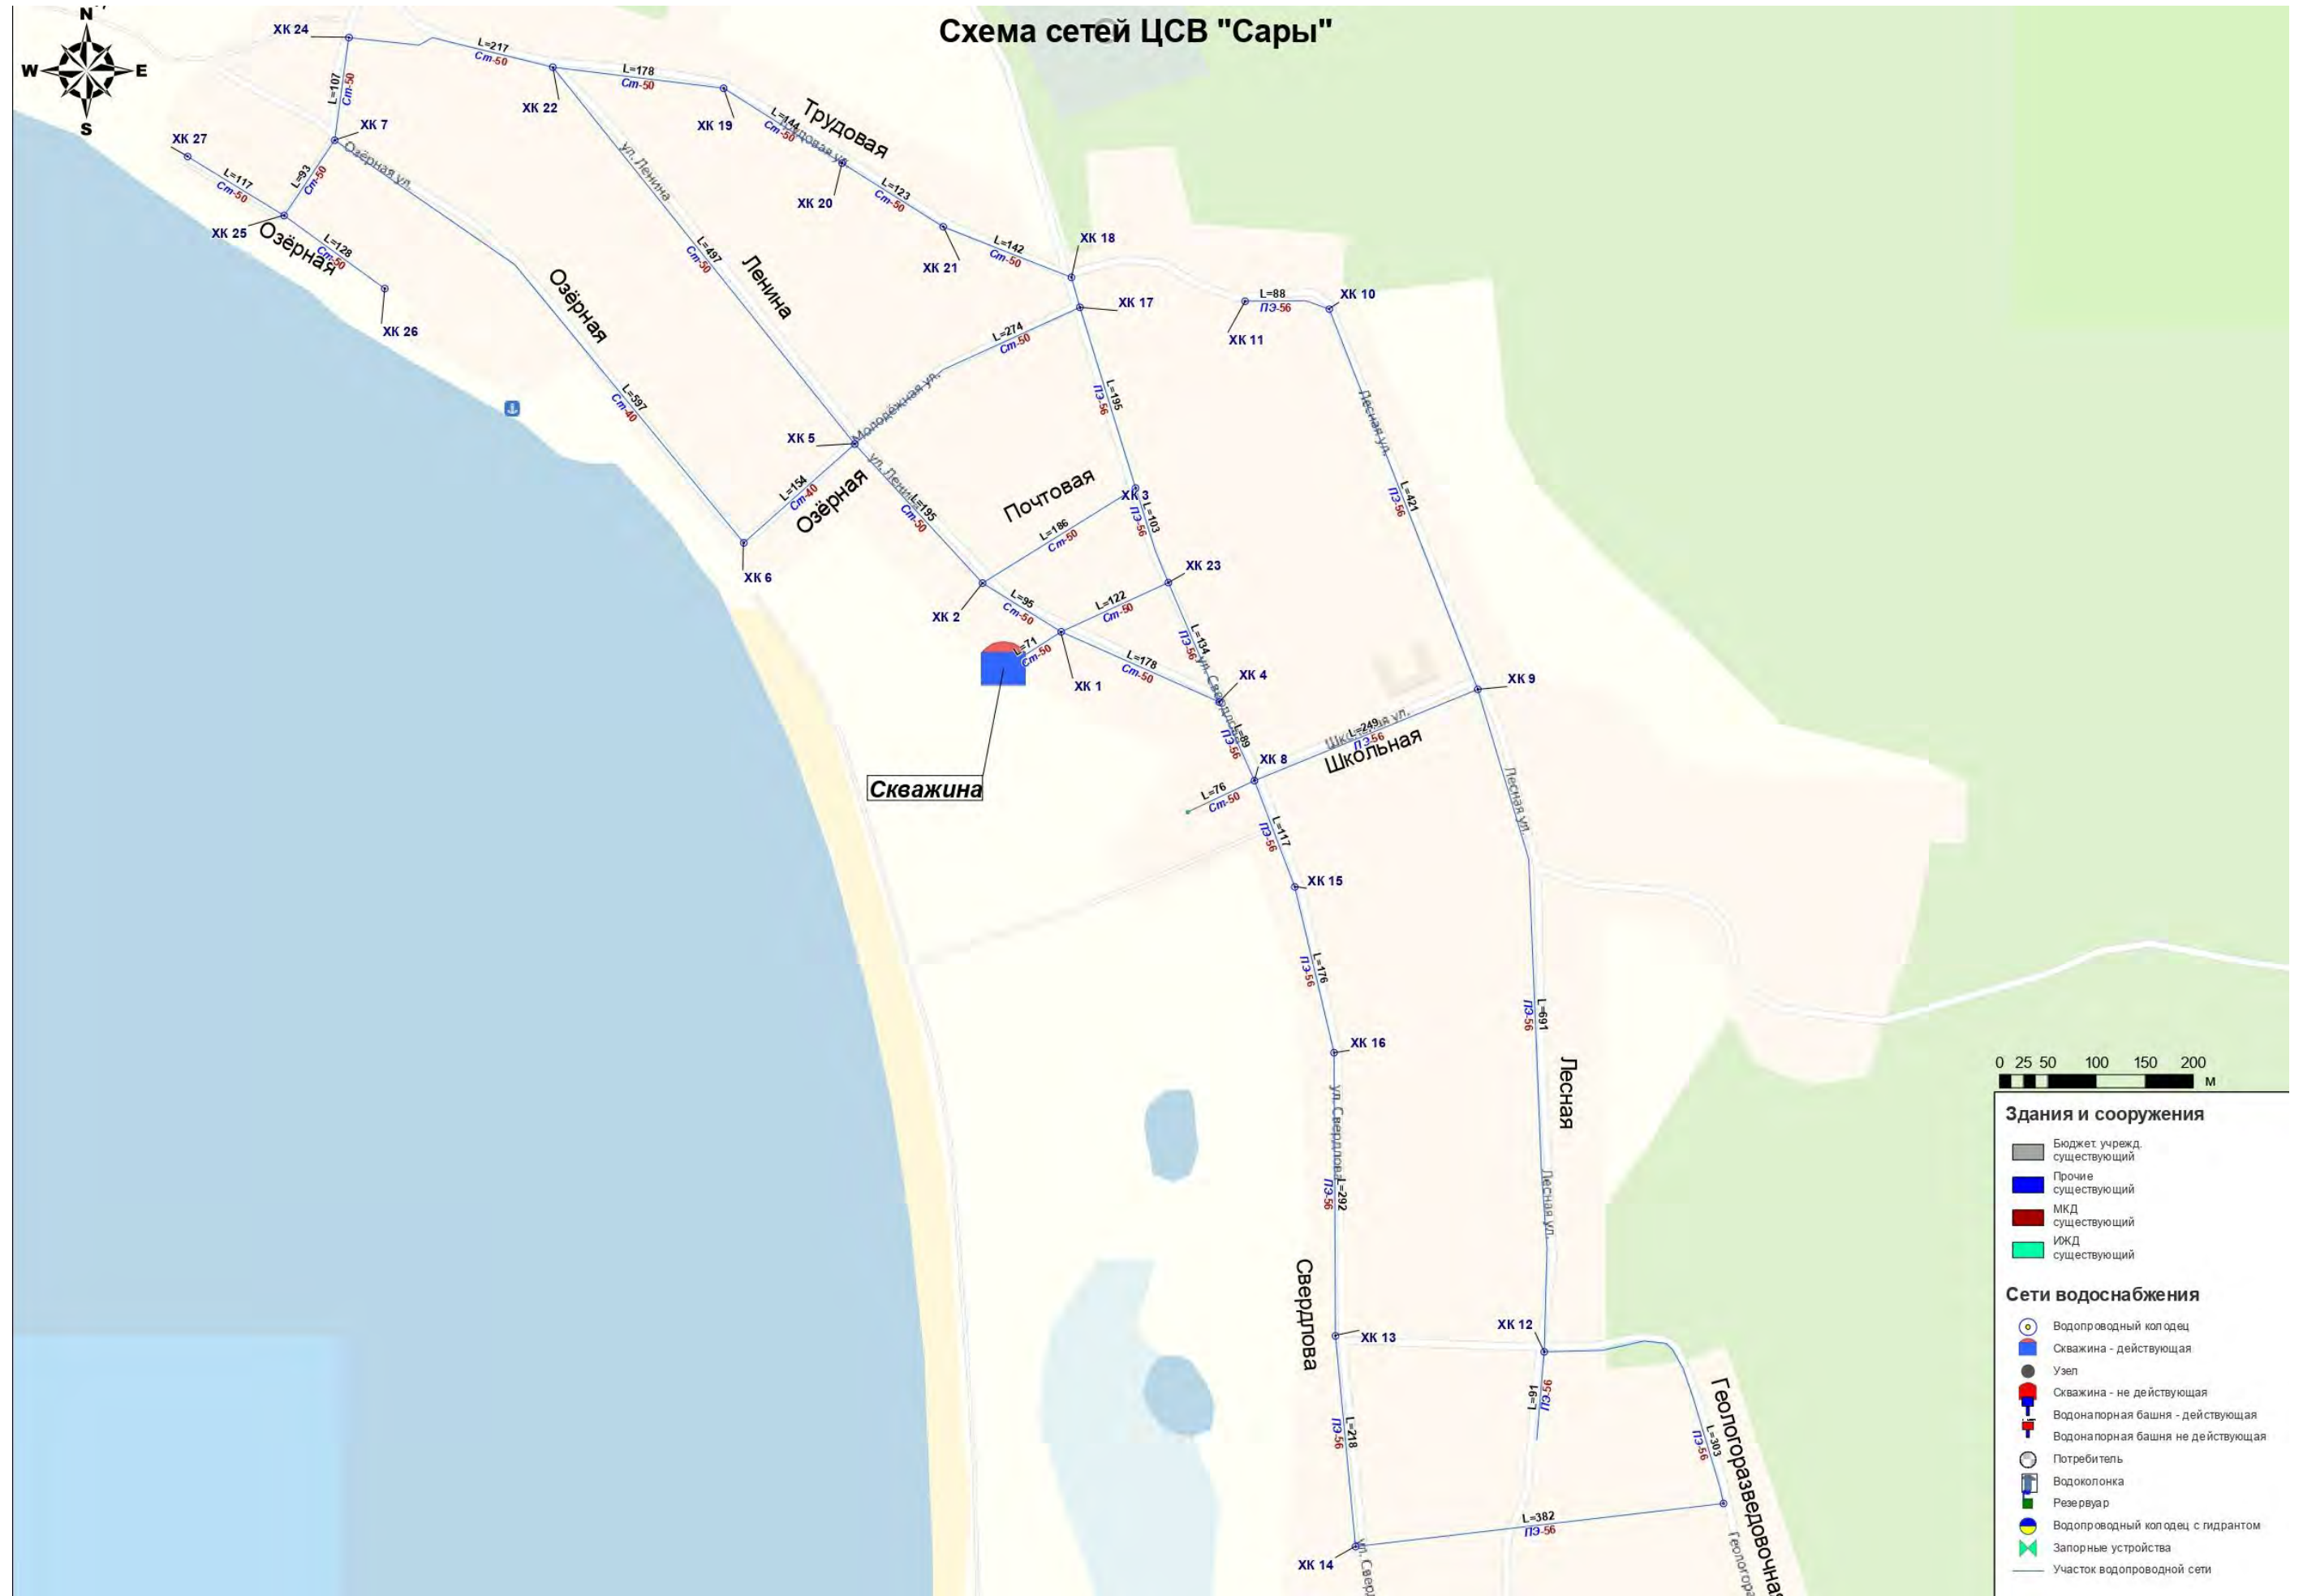 Схема сетей ЦСВ "Сары"
N
W
E
S
ХК 24
L=217
Ст-50
L=178
Ст-50
ХК 22
ХК 19
L=107
Ст-50
ХК 7
ХК 27
L=117
Ст-50
L=93
Ст-50
Озёрная ул.
ХК 25
Озёрная
L=128
Ст-50
ХК 26
Трудовая
L=144
Ст-50
Трудовая ул.
ХК 20
L=123
Ст-50
ХК 21
L=142
Ст-50
ХК 18
ХК 17
ул. Ленина
L=497
Ст-50
Ленина
Озёрная
L=597
Ст-40
L=274
Ст-50
Молодёжная ул.
ХК 5
L=88
ПЭ-56
ХК 10
ХК 11
L=195
ПЭ-56
Лесная ул.
L=421
ПЭ-56
L=154
Ст-40
Озёрная
ХК 6
ул. Ленина
L=195
Ст-50
Почтовая
L=186
Ст-50
ХК 3
L=103
ПЭ-56
ХК 23
ХК 2
L=95
Ст-50
L=122
Ст-50
L=71
Ст-50
ХК 1
L=178
Ст-50
L=134
ПЭ-56
ул. Свердлова
ХК 4
L=89
ПЭ-56
ХК 9
L=249
ПЭ-56
Школьная ул.
Школьная
ХК 8
Скважина
L=76
Ст-50
L=117
ПЭ-56
Лесная ул.
ХК 15
L=176
ПЭ-56
ХК 16
L=691
ПЭ-56
Лесная
ул. Свердлова
L=292
ПЭ-56
Лесная ул.
Свердлова
ХК 13
ХК 12
L=91
ПЭ-56
L=218
ПЭ-56
L=303
ПЭ-56
Геологоразведочная
L=382
ПЭ-56
ХК 14
0 25 50 100 150 200
м
Здания и сооружения
Бюджет. учрежд.
существующий
Прочие
существующий
МКД
существующий
ИЖД
существующий
Сети водоснабжения
Водопроводный колодец
Скважина - действующая
Узел
Скважина - не действующая
Водонапорная башня - действующая
Водонапорная башня не действующая
Потребитель
Водоколонка
Резервуар
Водопроводный колодец с гидрантом
Запорные устройства
Участок водопроводной сети